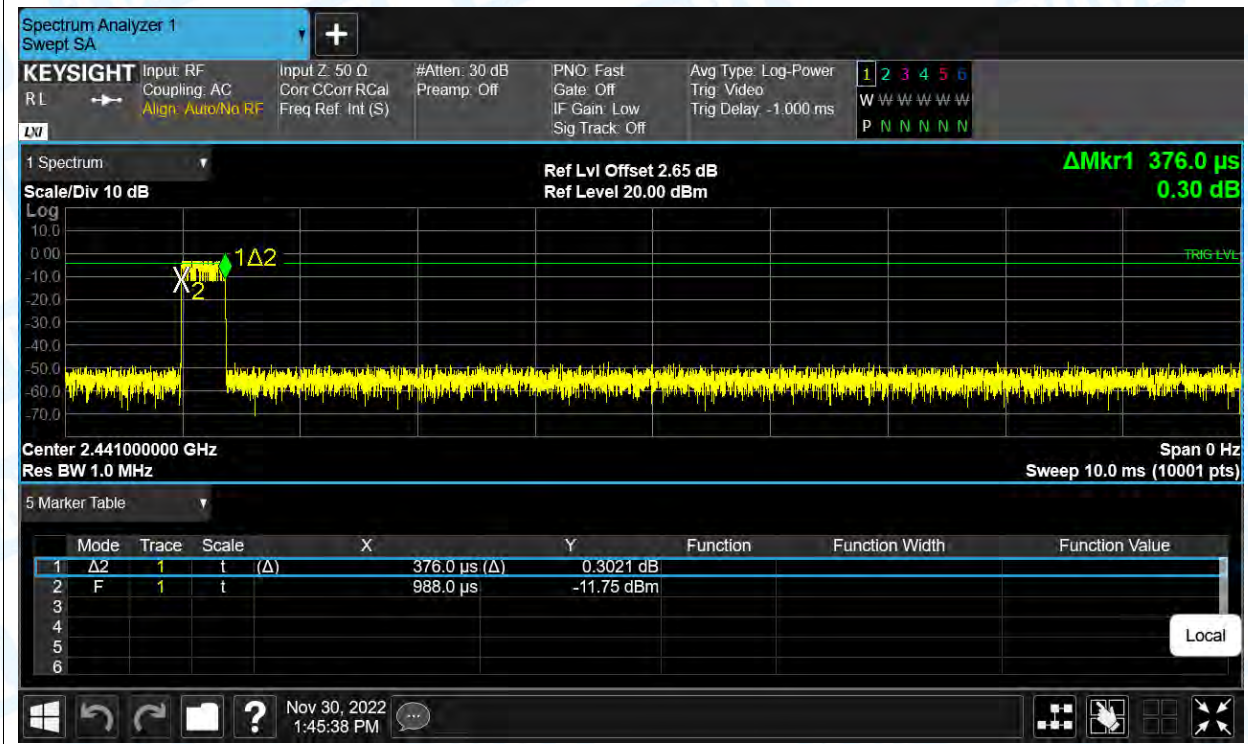 Spectrum Analyzer 1
Swept SA
+
KEYSIGHT Input: RF Input Z: 50 Ω #Atten: 30 dB PNO: Fast Avg Type: Log-Power 1 2 3 4 5 6
RL Coupling: AC Corr CCorr RCal Preamp: Off Gate: Off Trig: Video W W W W W W
Align: Auto/No RF Freq Ref: Int (S) IF Gain: Low Trig Delay: -1.000 ms
LXI Sig Track: Off P N N N N N
1 Spectrum Ref Lvl Offset 2.65 dB ΔMkr1 376.0 µs
Scale/Div 10 dB Ref Level 20.00 dBm 0.30 dB
Log
10.0
0.00 1Δ2 TRIG LVL
-10.0
X2
-20.0
-30.0
-40.0
-50.0
-60.0
-70.0
Center 2.441000000 GHz Span 0 Hz
Res BW 1.0 MHz Sweep 10.0 ms (10001 pts)
5 Marker Table
Mode Trace Scale X Y Function Function Width Function Value
1 Δ2 1 t (Δ) 376.0 µs (Δ) 0.3021 dB
2 F 1 t 988.0 µs -11.75 dBm
3
4
5
6
Local
? Nov 30, 2022
1:45:38 PM